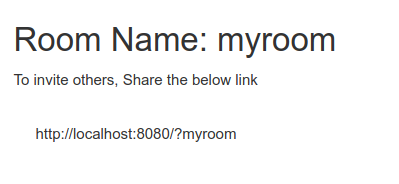 Room Name: myroom
To invite others, Share the below link
http://localhost:8080/?myroom